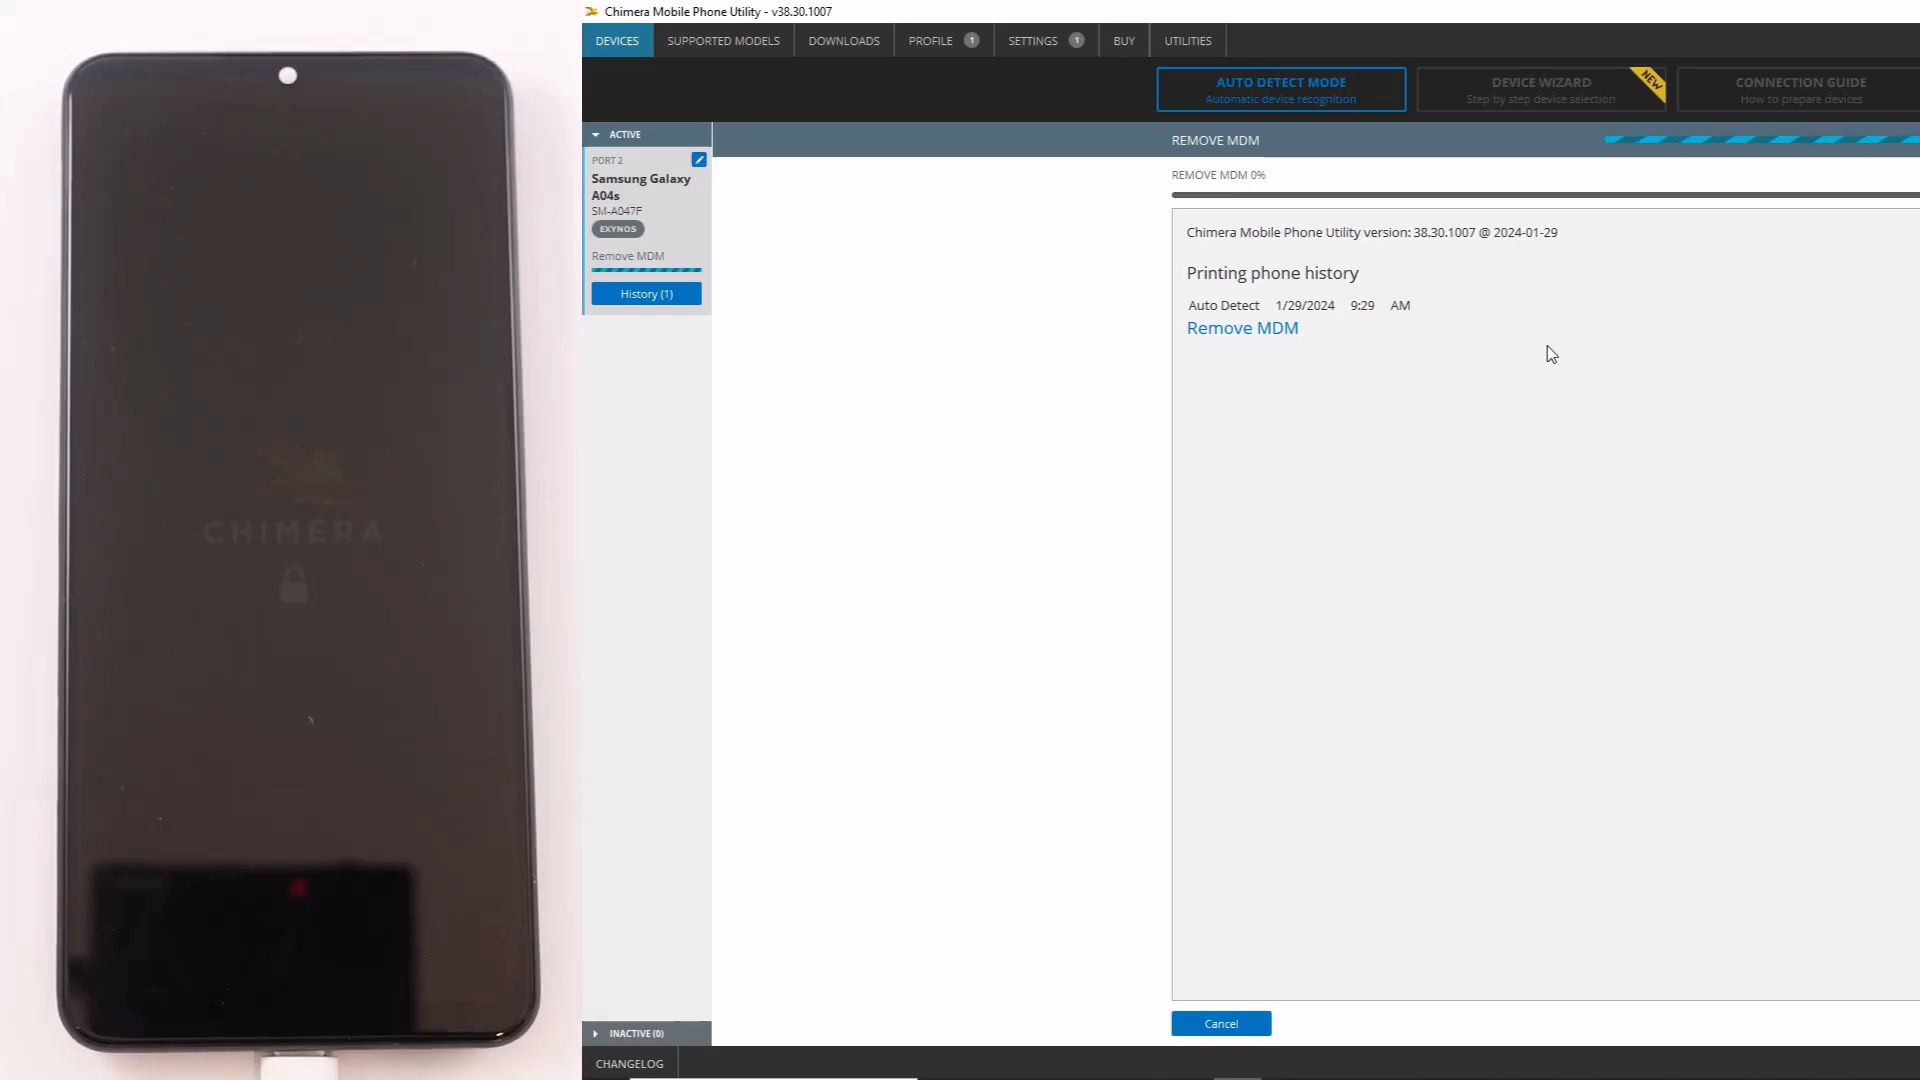 Chimera Mobile Phone Utility - v38.30.1007
DEVICES
SUPPORTED MODELS
DOWNLOADS
PROFILE 1
SETTINGS 1
BUY
UTILITIES
AUTO DETECT MODE
Automatic device recognition
DEVICE WIZARD
Step by step device selection
NEW
CONNECTION GUIDE
How to prepare devices
ACTIVE
PORT 2
Samsung Galaxy
A04s
SM-A047F
EXYNOS
Remove MDM
History (1)
REMOVE MDM
REMOVE MDM 0%
Chimera Mobile Phone Utility version: 38.30.1007 @ 2024-01-29
Printing phone history
Auto Detect 1/29/2024 9:29 AM
Remove MDM
CHIMERA
Cancel
INACTIVE (0)
CHANGELOG